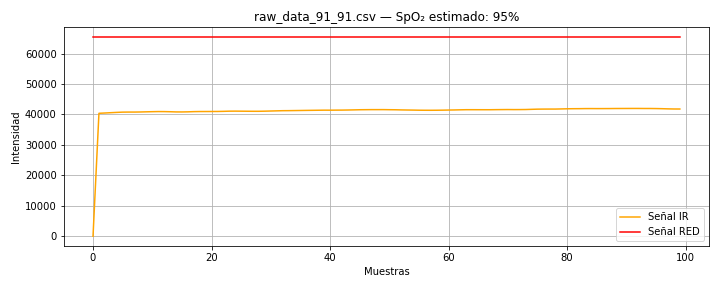 raw_data_91_91.csv — SpO₂ estimado: 95%
Intensidad
60000
50000
40000
30000
20000
10000
0
0
20
40
60
80
100
Muestras
Señal IR
Señal RED